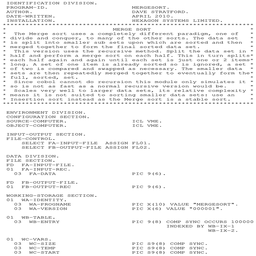 IDENTIFICATION DIVISION.
PROGRAM-ID. MERGESORT.
AUTHOR. DAVE STRATFORD.
DATE-WRITTEN. APRIL 2010.
INSTALLATION. HEXAGON SYSTEMS LIMITED.
******************************************************************
* MERGE SORT *
* The Merge sort uses a completely different paradigm, one of *
* divide and conquer, to many of the other sorts. The data set *
* is split into smaller sub sets upon which are sorted and then *
* merged together to form the final sorted data set. *
* This version uses the recursive method. Split the data set in *
* half and perform a merge sort on each half. This in turn splits*
* each half again and again until each set is just one or 2 items*
* long. A set of one item is already sorted so is ignored, a set *
* of two is compared and swapped as necessary. The smaller data *
* sets are then repeatedly merged together to eventually form the*
* full, sorted, set. *
* Since cobol cannot do recursion this module only simulates it *
* so is not as fast as a normal recursive version would be. *
* Scales very well to larger data sets, its relative complexity *
* means it is not suited to sorting smaller data sets: use an *
* Insertion sort instead as the Merge sort is a stable sort. *
******************************************************************
ENVIRONMENT DIVISION.
CONFIGURATION SECTION.
SOURCE-COMPUTER. ICL VME.
OBJECT-COMPUTER. ICL VME.
INPUT-OUTPUT SECTION.
FILE-CONTROL.
SELECT FA-INPUT-FILE ASSIGN FL01.
SELECT FB-OUTPUT-FILE ASSIGN FL02.
DATA DIVISION.
FILE SECTION.
FD FA-INPUT-FILE.
01 FA-INPUT-REC.
03 FA-DATA PIC 9(6).
FD FB-OUTPUT-FILE.
01 FB-OUTPUT-REC PIC 9(6).
WORKING-STORAGE SECTION.
01 WA-IDENTITY.
03 WA-PROGNAME PIC X(10) VALUE "MERGESORT".
03 WA-VERSION PIC X(6) VALUE "000001".
01 WB-TABLE.
03 WB-ENTRY PIC 9(8) COMP SYNC OCCURS 100000
INDEXED BY WB-IX-1
WB-IX-2.
01 WC-VARS.
03 WC-SIZE PIC S9(8) COMP SYNC.
03 WC-TEMP PIC S9(8) COMP SYNC.
03 WC-START PIC S9(8) COMP SYNC.